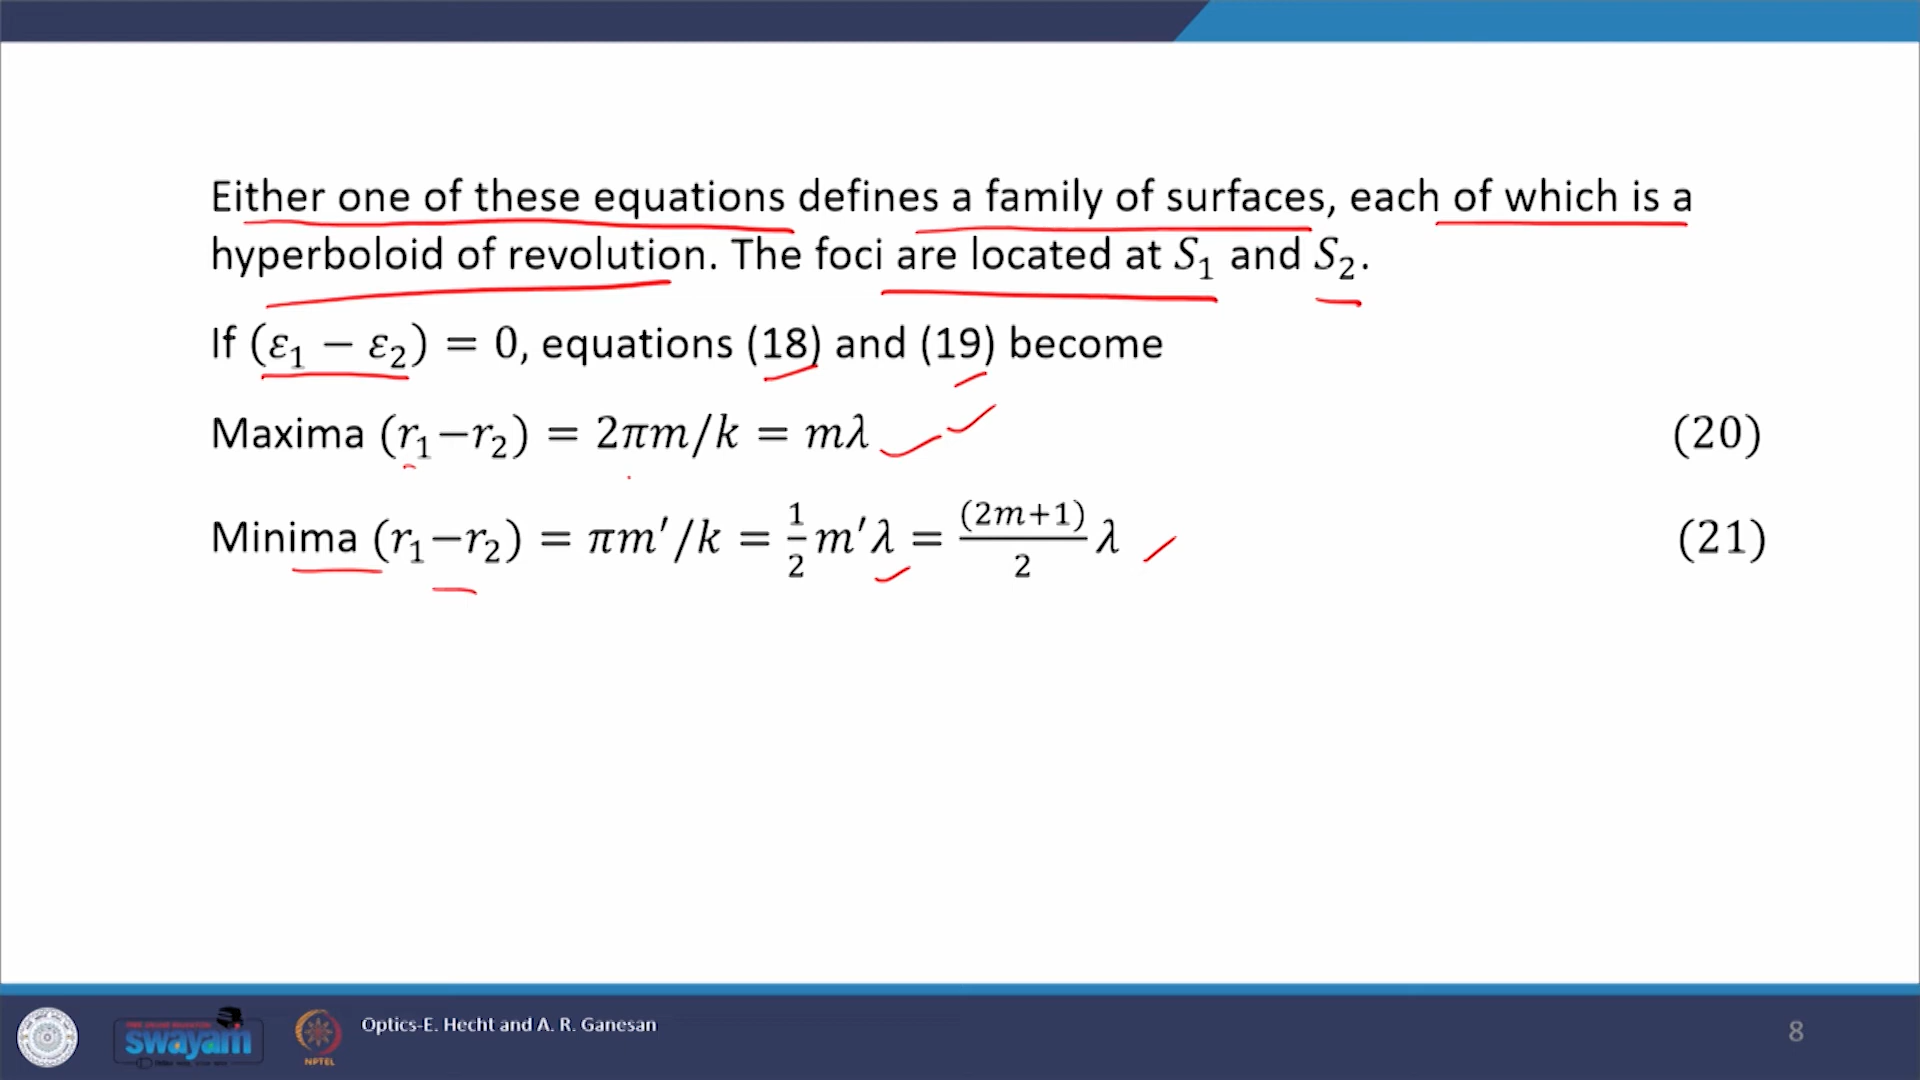 Either one of these equations defines a family of surfaces, each of which is a
hyperboloid of revolution. The foci are located at S₁ and S₂.
If (ε₁ − ε₂) = 0, equations (18) and (19) become
Maxima (r₁−r₂) = 2πm/k = mλ (20)
Minima (r₁−r₂) = πm′/k = 1/2 m′λ = (2m+1)/2 λ (21)
swayam
NPTEL
Optics-E. Hecht and A. R. Ganesan
8